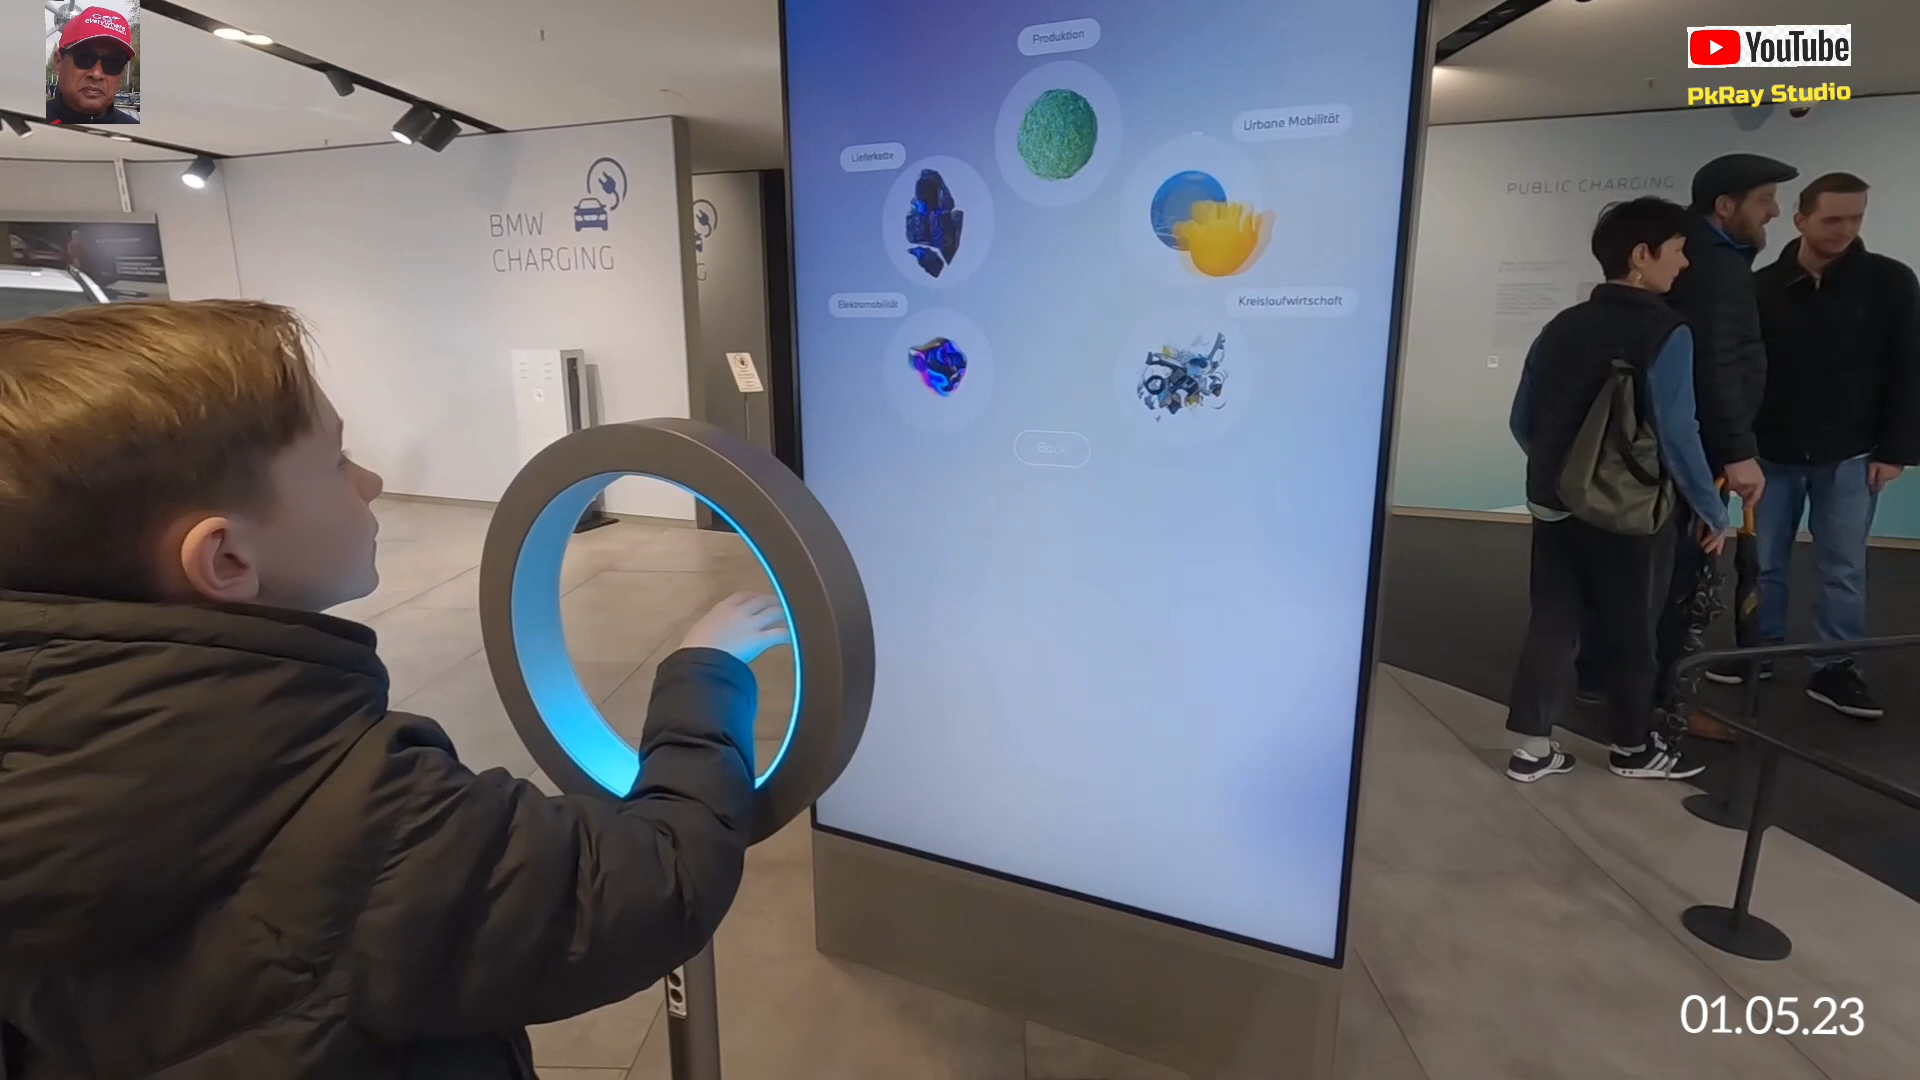 YouTube
PkRay Studio
Produktion
Urbane Mobilität
Lieferkette
PUBLIC CHARGING
BMW
CHARGING
Elektromobilität
Kreislaufwirtschaft
Back
01.05.23